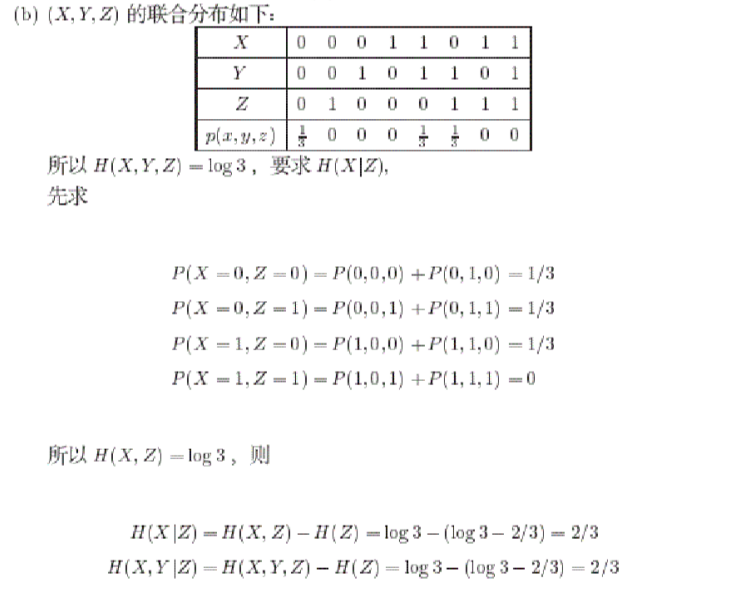 (b) (X, Y, Z) 的联合分布如下:
X 0 0 0 1 1 0 1 1
Y 0 0 1 0 1 1 0 1
Z 0 1 0 0 0 1 1 1
p(x, y, z) 1/3 0 0 0 1/3 1/3 0 0
所以 H(X, Y, Z) = log 3 , 要求 H(X|Z),
先求
P(X = 0, Z = 0) = P(0, 0, 0) + P(0, 1, 0) = 1/3
P(X = 0, Z = 1) = P(0, 0, 1) + P(0, 1, 1) = 1/3
P(X = 1, Z = 0) = P(1, 0, 0) + P(1, 1, 0) = 1/3
P(X = 1, Z = 1) = P(1, 0, 1) + P(1, 1, 1) = 0
所以 H(X, Z) = log 3 , 则
H(X|Z) = H(X, Z) − H(Z) = log 3 − (log 3 − 2/3) = 2/3
H(X, Y|Z) = H(X, Y, Z) − H(Z) = log 3 − (log 3 − 2/3) = 2/3